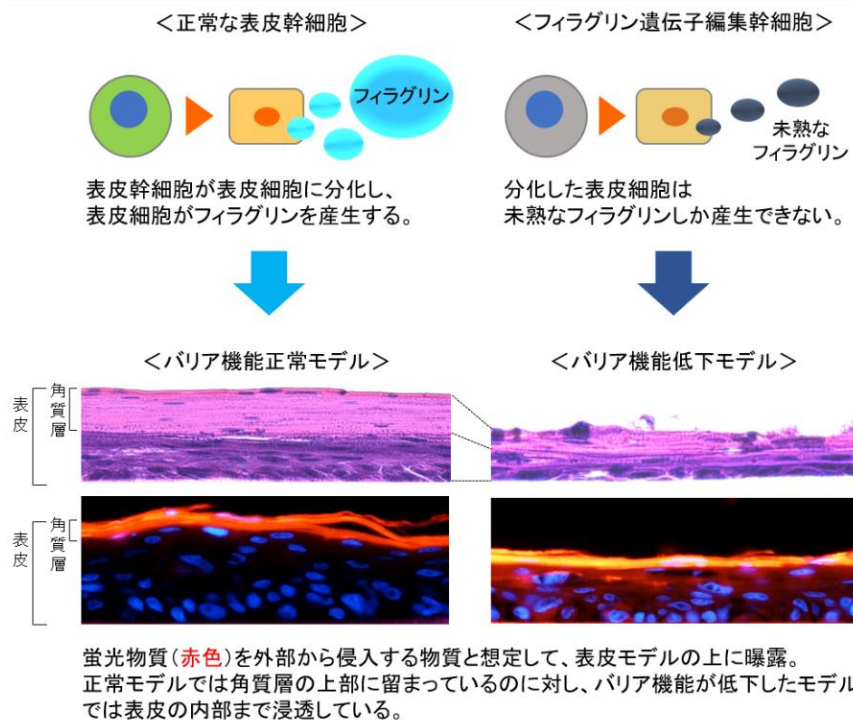 ＜正常な表皮幹細胞＞
＜フィラグリン遺伝子編集幹細胞＞
フィラグリン
未熟な
フィラグリン
表皮幹細胞が表皮細胞に分化し、
表皮細胞がフィラグリンを産生する。
分化した表皮細胞は
未熟なフィラグリンしか産生できない。
＜バリア機能正常モデル＞
＜バリア機能低下モデル＞
表皮
角質層
表皮
角質層
蛍光物質（赤色）を外部から侵入する物質と想定して、表皮モデルの上に曝露。
正常モデルでは角質層の上部に留まっているのに対し、バリア機能が低下したモデル
では表皮の内部まで浸透している。